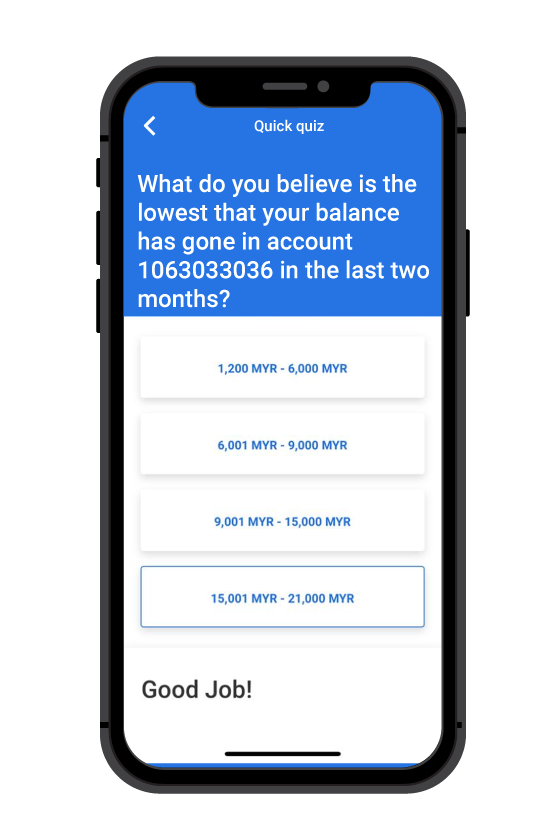 Quick quiz
What do you believe is the
lowest that your balance
has gone in account
1063033036 in the last two
months?
1,200 MYR - 6,000 MYR
6,001 MYR - 9,000 MYR
9,001 MYR - 15,000 MYR
15,001 MYR - 21,000 MYR
Good Job!